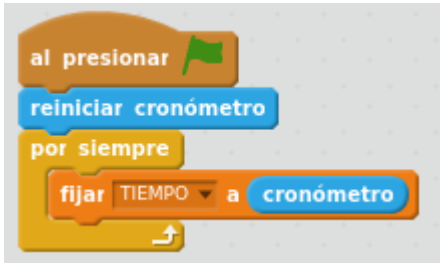 al presionar
reiniciar cronómetro
por siempre
fijar TIEMPO a cronómetro